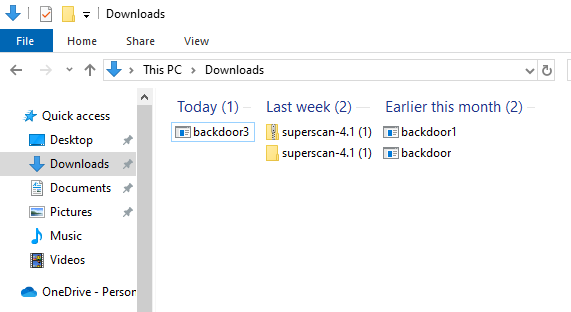 Downloads
File Home Share View
This PC > Downloads
Quick access
Desktop
Downloads
Documents
Pictures
Music
Videos
OneDrive - Person
Today (1)
backdoor3
Last week (2)
superscan-4.1 (1)
superscan-4.1 (1)
Earlier this month (2)
backdoor1
backdoor